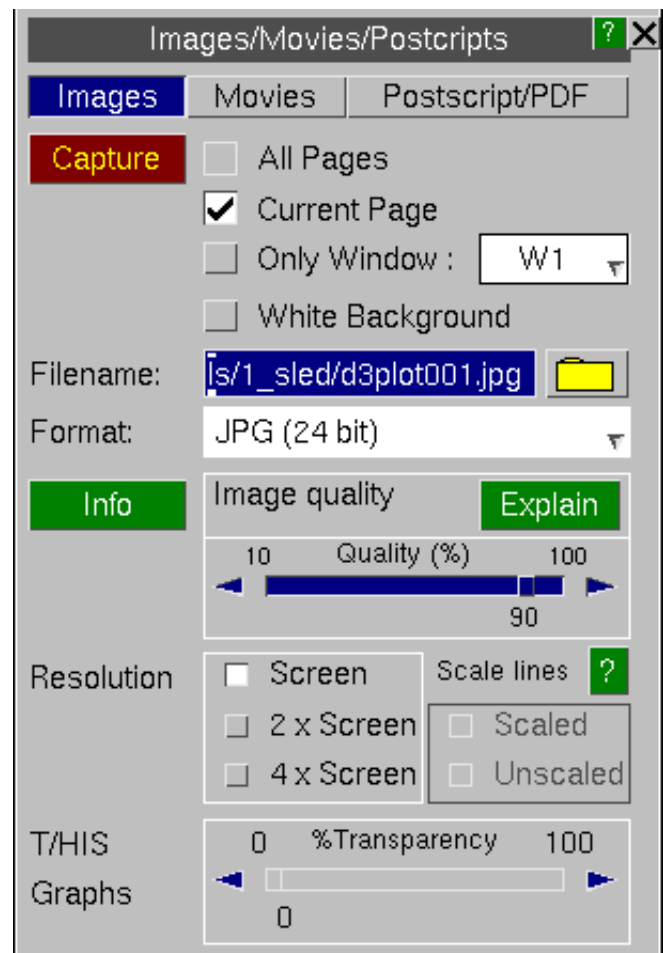 Images/Movies/Postcripts ? X
Images Movies Postscript/PDF
Capture All Pages
Current Page
Only Window : W1
White Background
Filename: ls/1_sled/d3plot001.jpg
Format: JPG (24 bit)
Info Image quality Explain
10 Quality (%) 100
90
Resolution Screen Scale lines ?
2 x Screen Scaled
4 x Screen Unscaled
T/HIS 0 %Transparency 100
Graphs
0